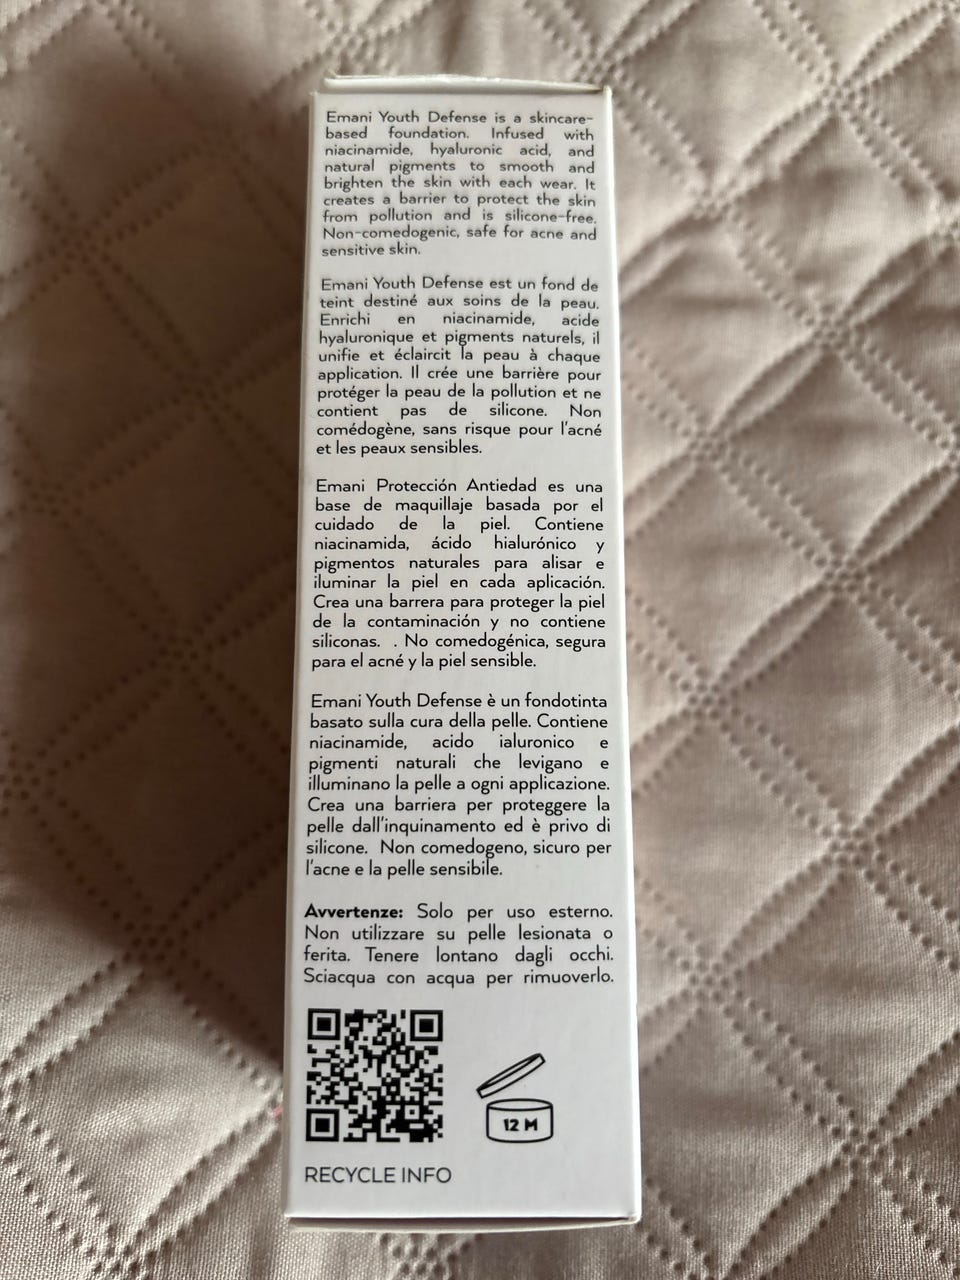 Emani Youth Defense is a skincare-
based foundation. Infused with
niacinamide, hyaluronic acid, and
natural pigments to smooth and
brighten the skin with each wear. It
creates a barrier to protect the skin
from pollution and is silicone-free.
Non-comedogenic, safe for acne and
sensitive skin.
Emani Youth Defense est un fond de
teint destiné aux soins de la peau.
Enrichi en niacinamide, acide
hyaluronique et pigments naturels, il
unifie et éclaircit la peau à chaque
application. Il crée une barrière pour
protéger la peau de la pollution et ne
contient pas de silicone. Non
comédogène, sans risque pour l'acné
et les peaux sensibles.
Emani Protección Antiedad es una
base de maquillaje basada por el
cuidado de la piel. Contiene
niacinamida, ácido hialurónico y
pigmentos naturales para alisar e
iluminar la piel en cada aplicación.
Crea una barrera para proteger la piel
de la contaminación y no contiene
siliconas. . No comedogénica, segura
para el acné y la piel sensible.
Emani Youth Defense è un fondotinta
basato sulla cura della pelle. Contiene
niacinamide, acido ialuronico e
pigmenti naturali che levigano e
illuminano la pelle a ogni applicazione.
Crea una barriera per proteggere la
pelle dall'inquinamento ed è privo di
silicone. Non comedogeno, sicuro per
l'acne e la pelle sensibile.
Avvertenze: Solo per uso esterno.
Non utilizzare su pelle lesionata o
ferita. Tenere lontano dagli occhi.
Sciacqua con acqua per rimuoverlo.
12 M
RECYCLE INFO